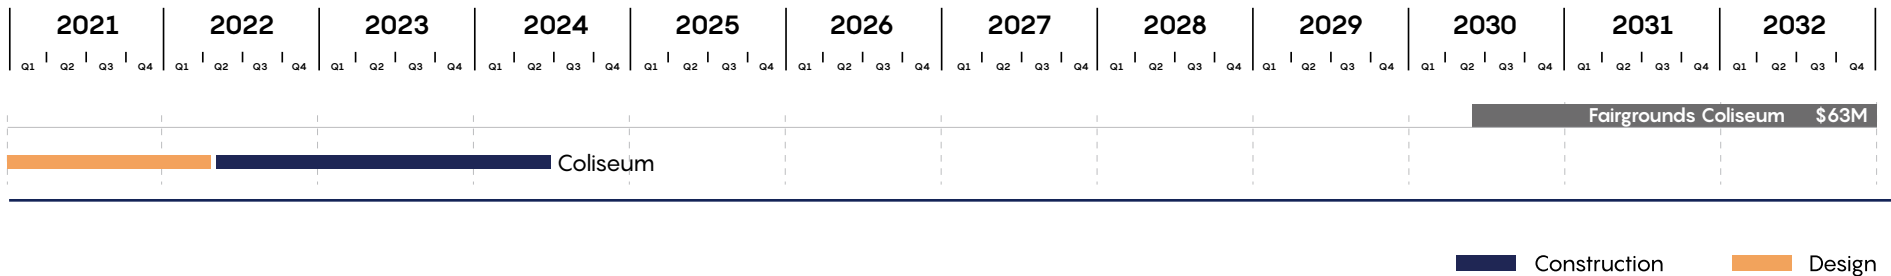 2021 2022 2023 2024 2025 2026 2027 2028 2029 2030 2031 2032
Q1 Q2 Q3 Q4 Q1 Q2 Q3 Q4 Q1 Q2 Q3 Q4 Q1 Q2 Q3 Q4 Q1 Q2 Q3 Q4 Q1 Q2 Q3 Q4 Q1 Q2 Q3 Q4 Q1 Q2 Q3 Q4 Q1 Q2 Q3 Q4 Q1 Q2 Q3 Q4 Q1 Q2 Q3 Q4 Q1 Q2 Q3 Q4
Fairgrounds Coliseum $63M
Coliseum
Construction Design